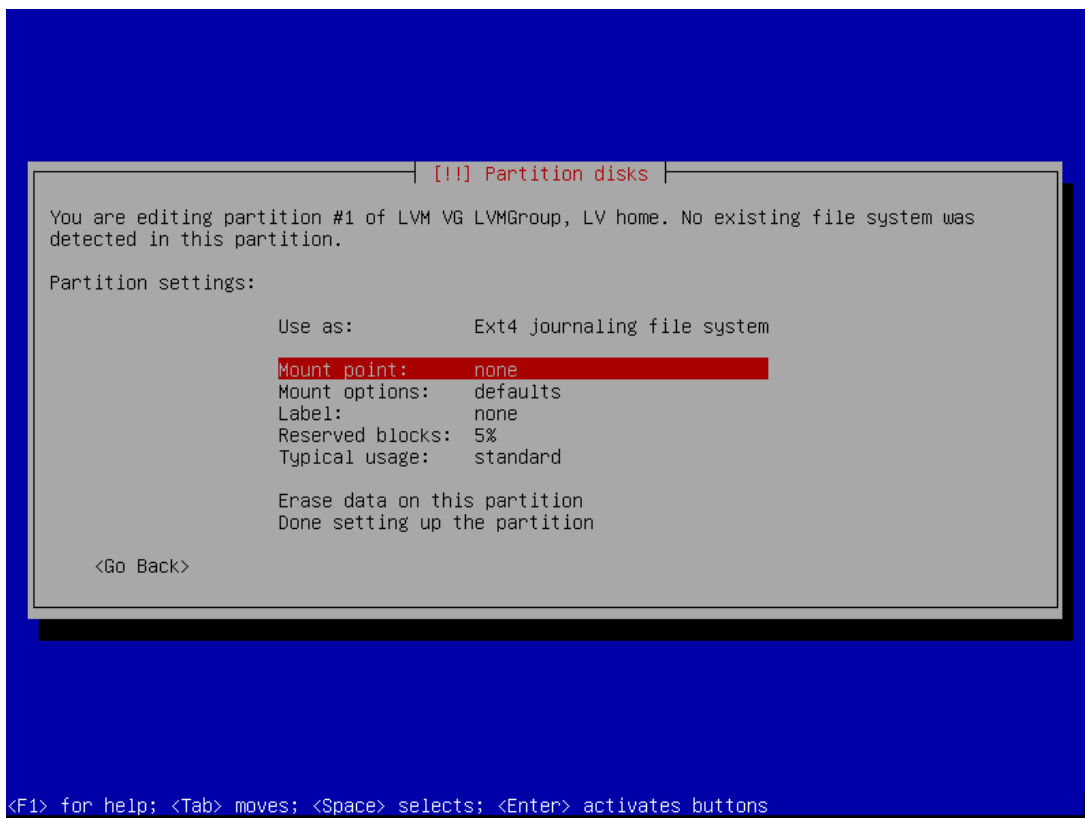 [!!] Partition disks
You are editing partition #1 of LVM VG LVMGroup, LV home. No existing file system was
detected in this partition.
Partition settings:
Use as: Ext4 journaling file system
Mount point: none
Mount options: defaults
Label: none
Reserved blocks: 5%
Typical usage: standard
Erase data on this partition
Done setting up the partition
<Go Back>
<F1> for help; <Tab> moves; <Space> selects; <Enter> activates buttons